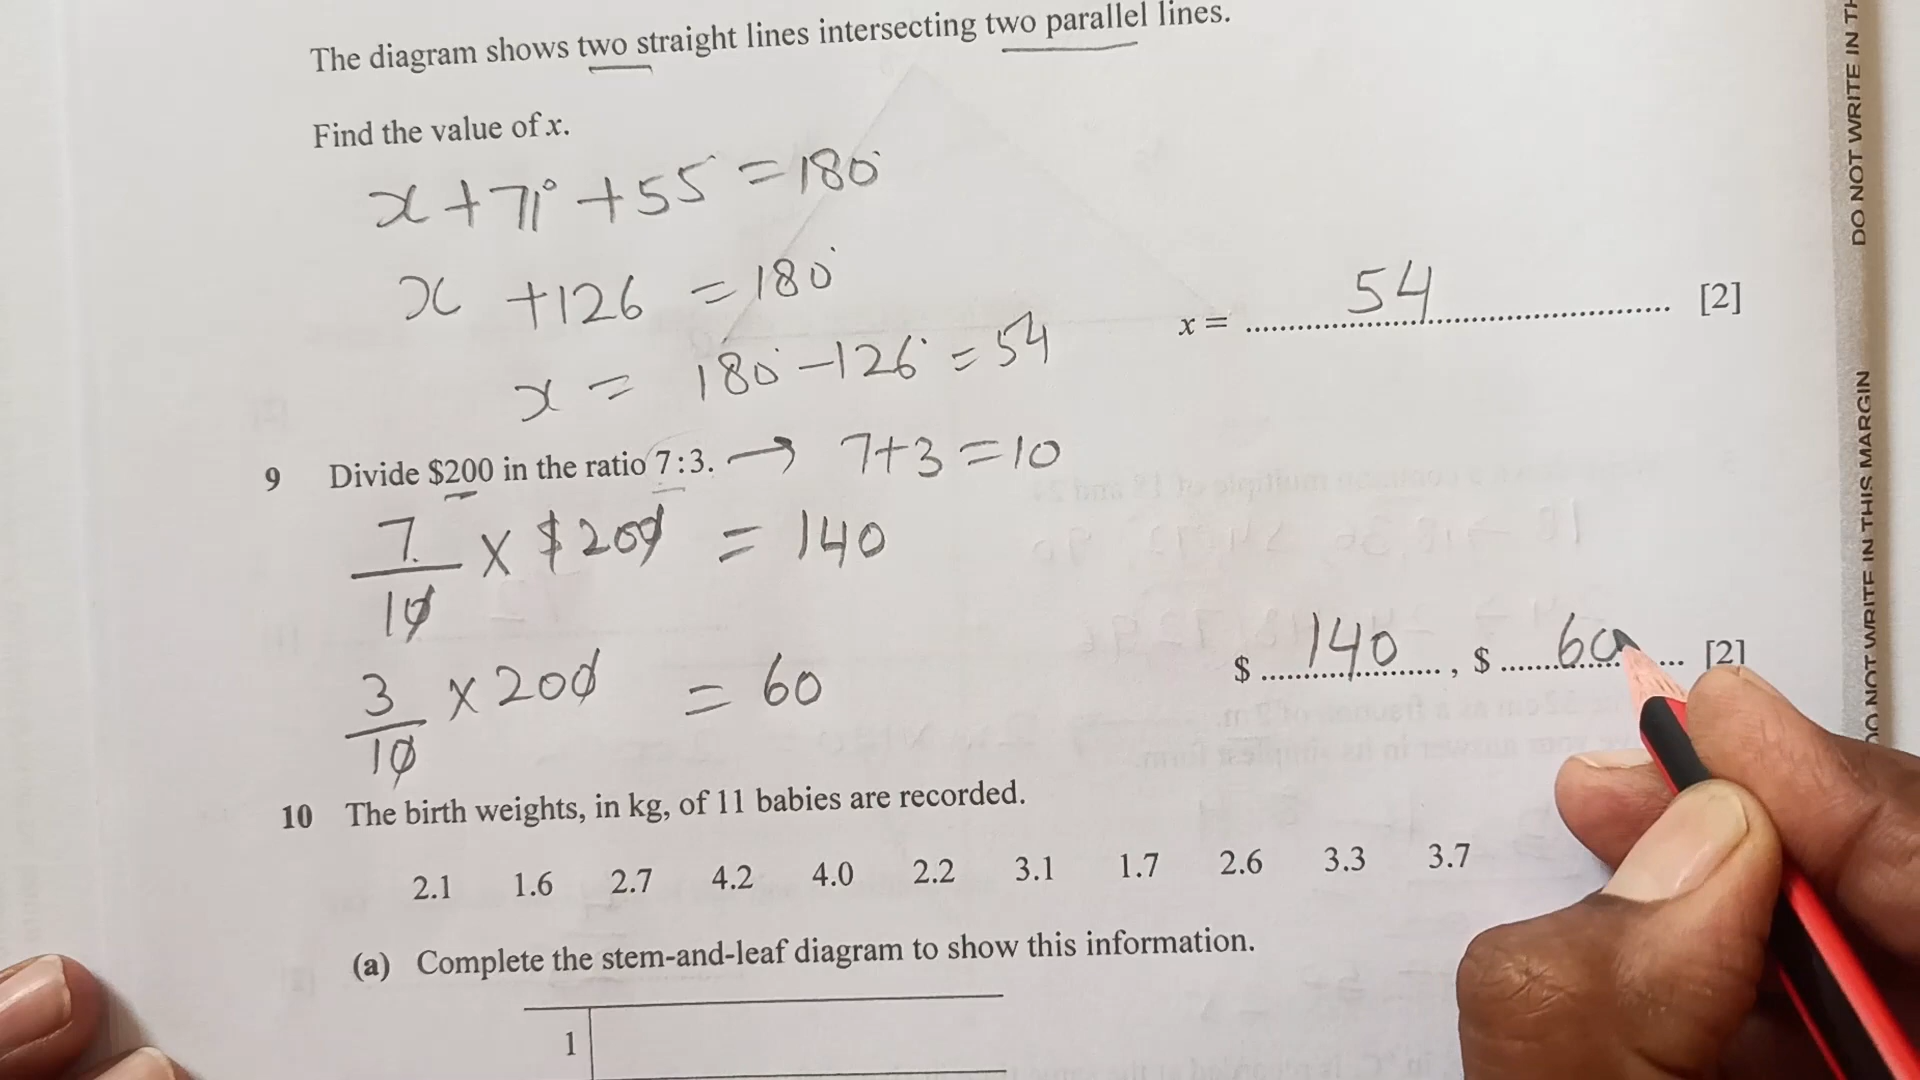 The diagram shows two straight lines intersecting two parallel lines.
Find the value of x.
x + 71° + 55° = 180°
x + 126 = 180°
x = 180° - 126° = 54
x = 54 [2]
9 Divide $200 in the ratio 7:3. → 7+3=10
7/10 × $200 = 140
3/10 × 200 = 60
$ 140, $ 60 [2]
10 The birth weights, in kg, of 11 babies are recorded.
2.1 1.6 2.7 4.2 4.0 2.2 3.1 1.7 2.6 3.3 3.7
(a) Complete the stem-and-leaf diagram to show this information.
1
DO NOT WRITE IN TH
DO NOT WRITE IN THIS MARGIN